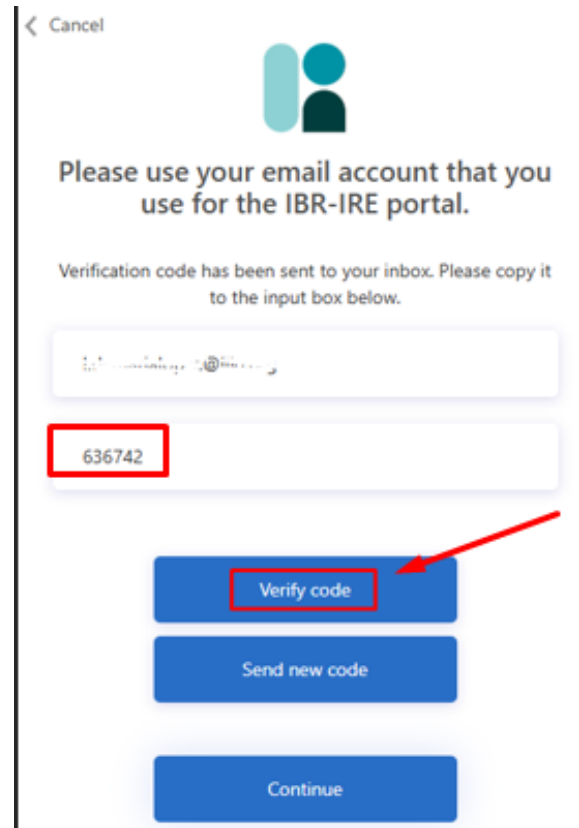 Cancel
Please use your email account that you
use for the IBR-IRE portal.
Verification code has been sent to your inbox. Please copy it
to the input box below.
636742
Verify code
Send new code
Continue